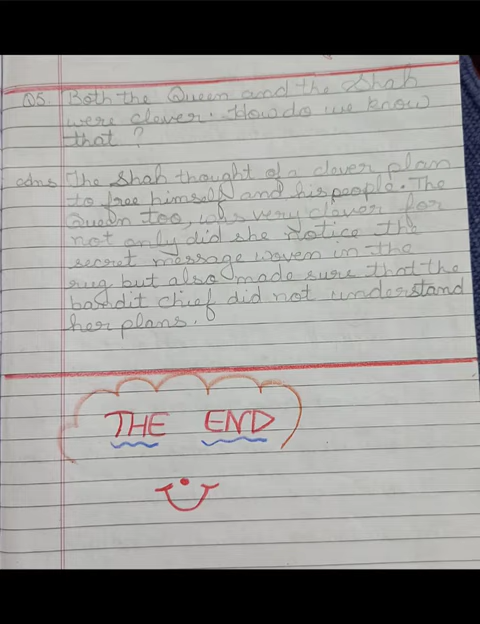 Q5. Both the Queen and the Shah
were clever. How do we know
that ?
Ans The Shah thought of a clever plan
to free himself and his people. The
Queen too, was very clever for
not only did she notice the
secret message woven in the
rug but also made sure that the
bandit chief did not understand
her plans.
THE END